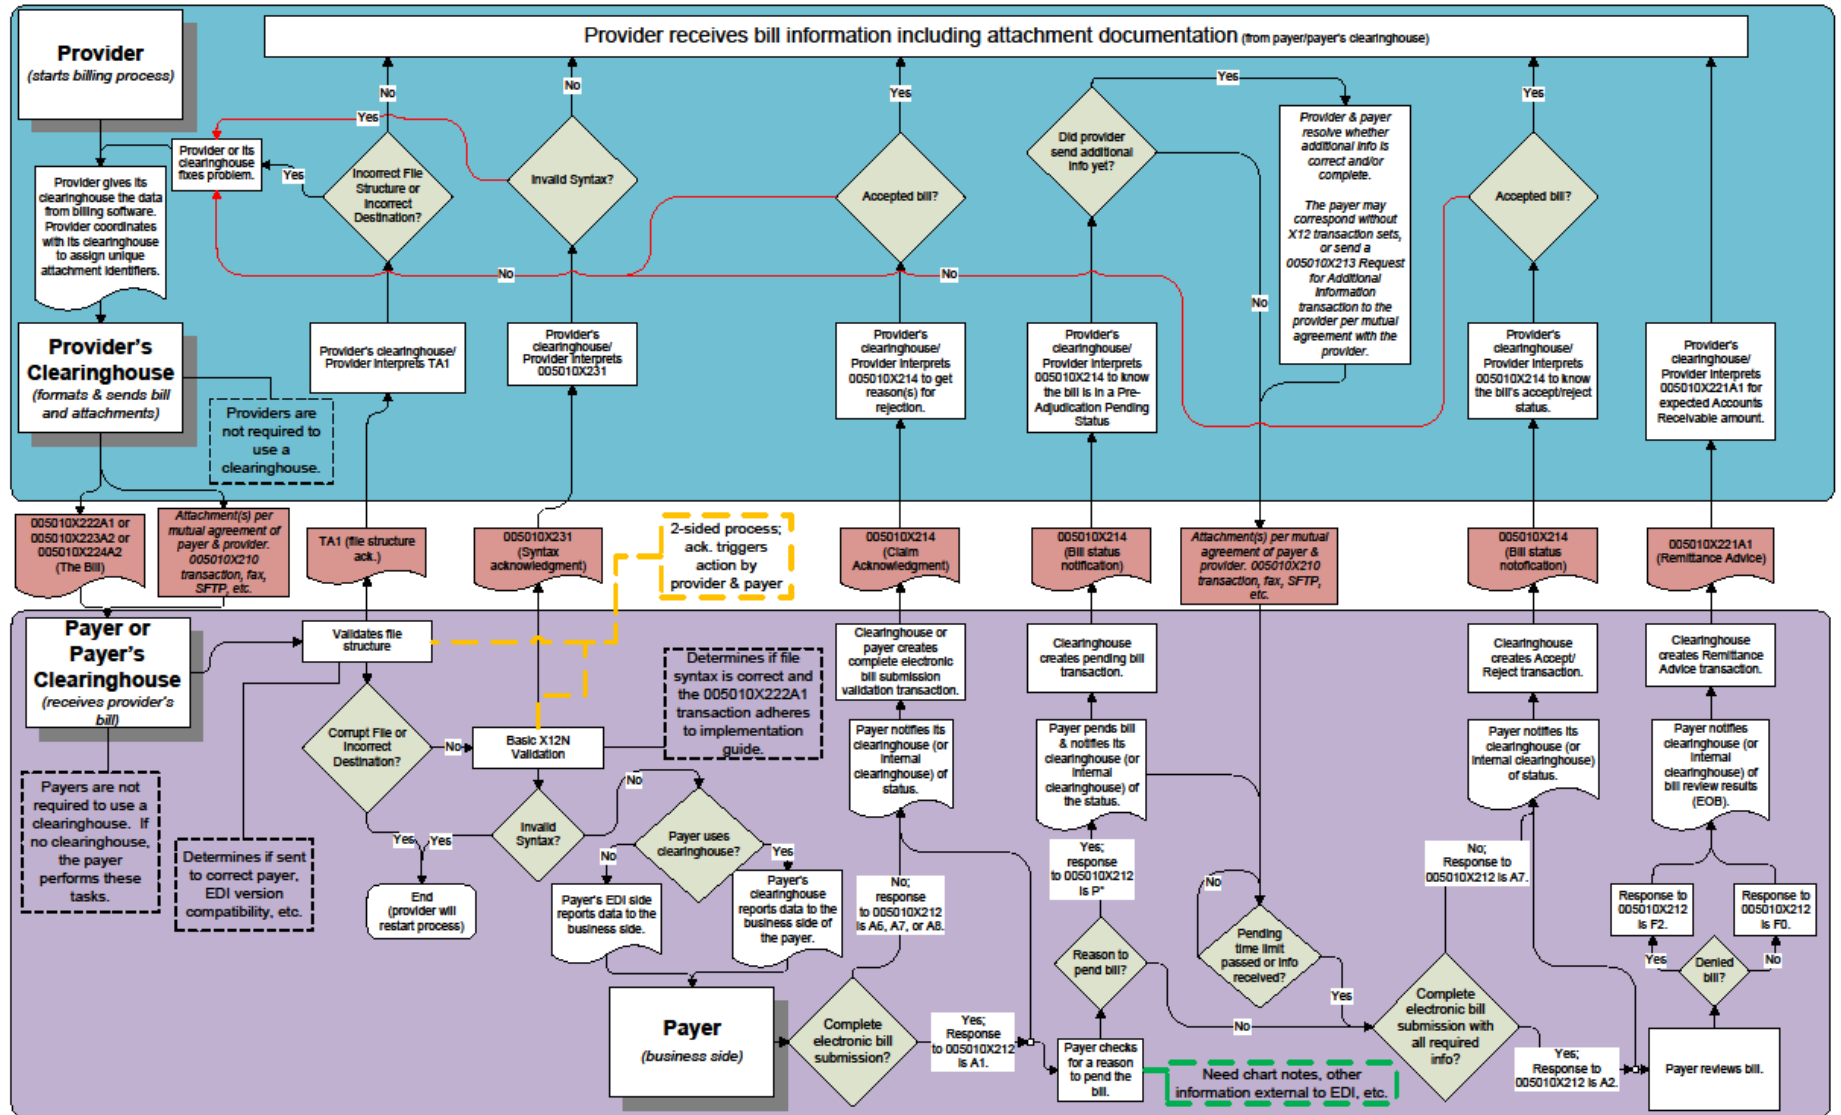 Provider receives bill information including attachment documentation (from payer/payer's clearinghouse)
Provider
(starts billing process)
No
No
Yes
Yes
Yes
Yes
Provider or its
clearinghouse
fixes problem.
Yes
Incorrect File
Structure or
Incorrect
Destination?
Invalid Syntax?
Accepted bill?
Did provider
send additional
info yet?
Provider & payer
resolve whether
additional info is
correct and/or
complete.
The payer may
correspond without
X12 transaction sets,
or send a
005010X213 Request
for Additional
Information
transaction to the
provider per mutual
agreement with the
provider.
Accepted bill?
Provider gives its
clearinghouse the data
from billing software.
Provider coordinates
with its clearinghouse
to assign unique
attachment identifiers.
No
No
No
Provider's
Clearinghouse
(formats & sends bill
and attachments)
Providers are
not required to
use a
clearinghouse.
Provider's clearinghouse/
Provider interprets TA1
Provider's
clearinghouse/
Provider interprets
005010X231
Provider's
clearinghouse/
Provider interprets
005010X214 to get
reason(s) for
rejection.
Provider's
clearinghouse/
Provider interprets
005010X214 to know
the bill is in a Pre-
Adjudication Pending
Status
Provider's
clearinghouse/
Provider interprets
005010X214 to know
the bill's accept/reject
status.
Provider's
clearinghouse/
Provider interprets
005010X221A1 for
expected Accounts
Receivable amount.
005010X222A1 or
005010X223A2 or
005010X224A2
(The Bill)
Attachment(s) per
mutual agreement of
payer & provider.
005010X210
transaction, fax,
SFTP, etc.
TA1 (file structure
ack.)
005010X231
(Syntax
acknowledgment)
2-sided process;
ack. triggers
action by
provider & payer
005010X214
(Claim
Acknowledgment)
005010X214
(Bill status
notification)
Attachment(s) per mutual
agreement of payer &
provider. 005010X210
transaction, fax, SFTP,
etc.
005010X214
(Bill status
notofication)
005010X221A1
(Remittance Advice)
Payer or
Payer's
Clearinghouse
(receives provider's
bill)
Validates file
structure
Corrupt File or
Incorrect
Destination?
No
Basic X12N
Validation
Determines if file
syntax is correct and
the 005010X222A1
transaction adheres
to implementation
guide.
Clearinghouse or
payer creates
complete electronic
bill submission
validation transaction.
Clearinghouse
creates pending bill
transaction.
Clearinghouse
creates Accept/
Reject transaction.
Clearinghouse
creates Remittance
Advice transaction.
Payer notifies its
clearinghouse (or
internal
clearinghouse) of
status.
Payer pends bill
& notifies its
clearinghouse (or
internal
clearinghouse) of
the status.
Payer notifies its
clearinghouse (or
internal clearinghouse)
of status.
Payer notifies
clearinghouse (or
internal
clearinghouse) of
bill review results
(EOB).
Payers are not
required to use a
clearinghouse. If
no clearinghouse,
the payer
performs these
tasks.
Determines if sent
to correct payer,
EDI version
compatibility, etc.
Yes
Yes
End
(provider will
restart process)
Invalid
Syntax?
No
Payer uses
clearinghouse?
No
Yes
Payer's EDI side
reports data to the
business side.
Payer's
clearinghouse
reports data to the
business side of
the payer.
No;
response
to 005010X212
is A6, A7, or A8.
Yes;
response
to 005010X212
is P*
No
No;
Response to
005010X212 is A7.
Response to
005010X212
is F2.
Response to
005010X212
is F0.
Reason to
pend bill?
Pending
time limit
passed or info
received?
Yes
No
Yes
Denied
bill?
No
Payer
(business side)
Complete
electronic bill
submission?
Yes;
Response
to 005010X212
is A1.
Payer checks
for a reason
to pend the
bill.
Need chart notes, other
information external to EDI, etc.
Complete
electronic bill
submission with
all required
info?
Yes;
Response to
005010X212 is A2.
Payer reviews bill.